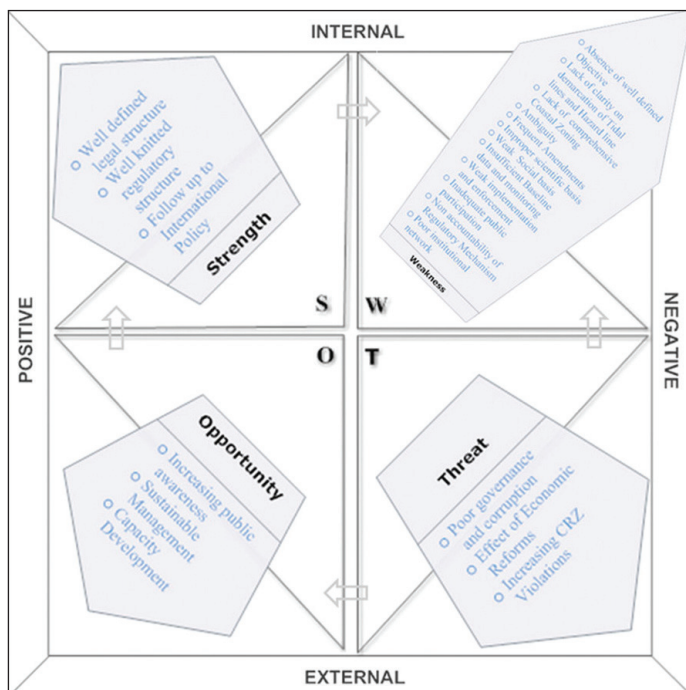 INTERNAL
○ Well defined
legal structure
○ Well knitted
regulatory
structure
○ Follow up to
International
Policy
Strength
S
○ Absence of well defined
Objective
○ Lack of clarity on
demarcation of Tidal
lines and Hazard line
○ Lack of comprehensive
Coastal Zoning
○ Ambiguity
○ Frequent Amendments
○ Improper scientific basis
○ Weak Social basis
○ Insufficient Baseline
data and monitoring
○ Weak implementation
and enforcement
○ Inadequate public
participation
○ Non accountability of
Regulatory Mechanism
○ Poor institutional
network
Weakness
W
POSITIVE
NEGATIVE
O
Opportunity
○ Increasing public
awareness
○ Sustainable
Management
○ Capacity
Development
T
Threat
○ Poor governance
and corruption
○ Effect of Economic
Reforms
○ Increasing CRZ
Violations
EXTERNAL